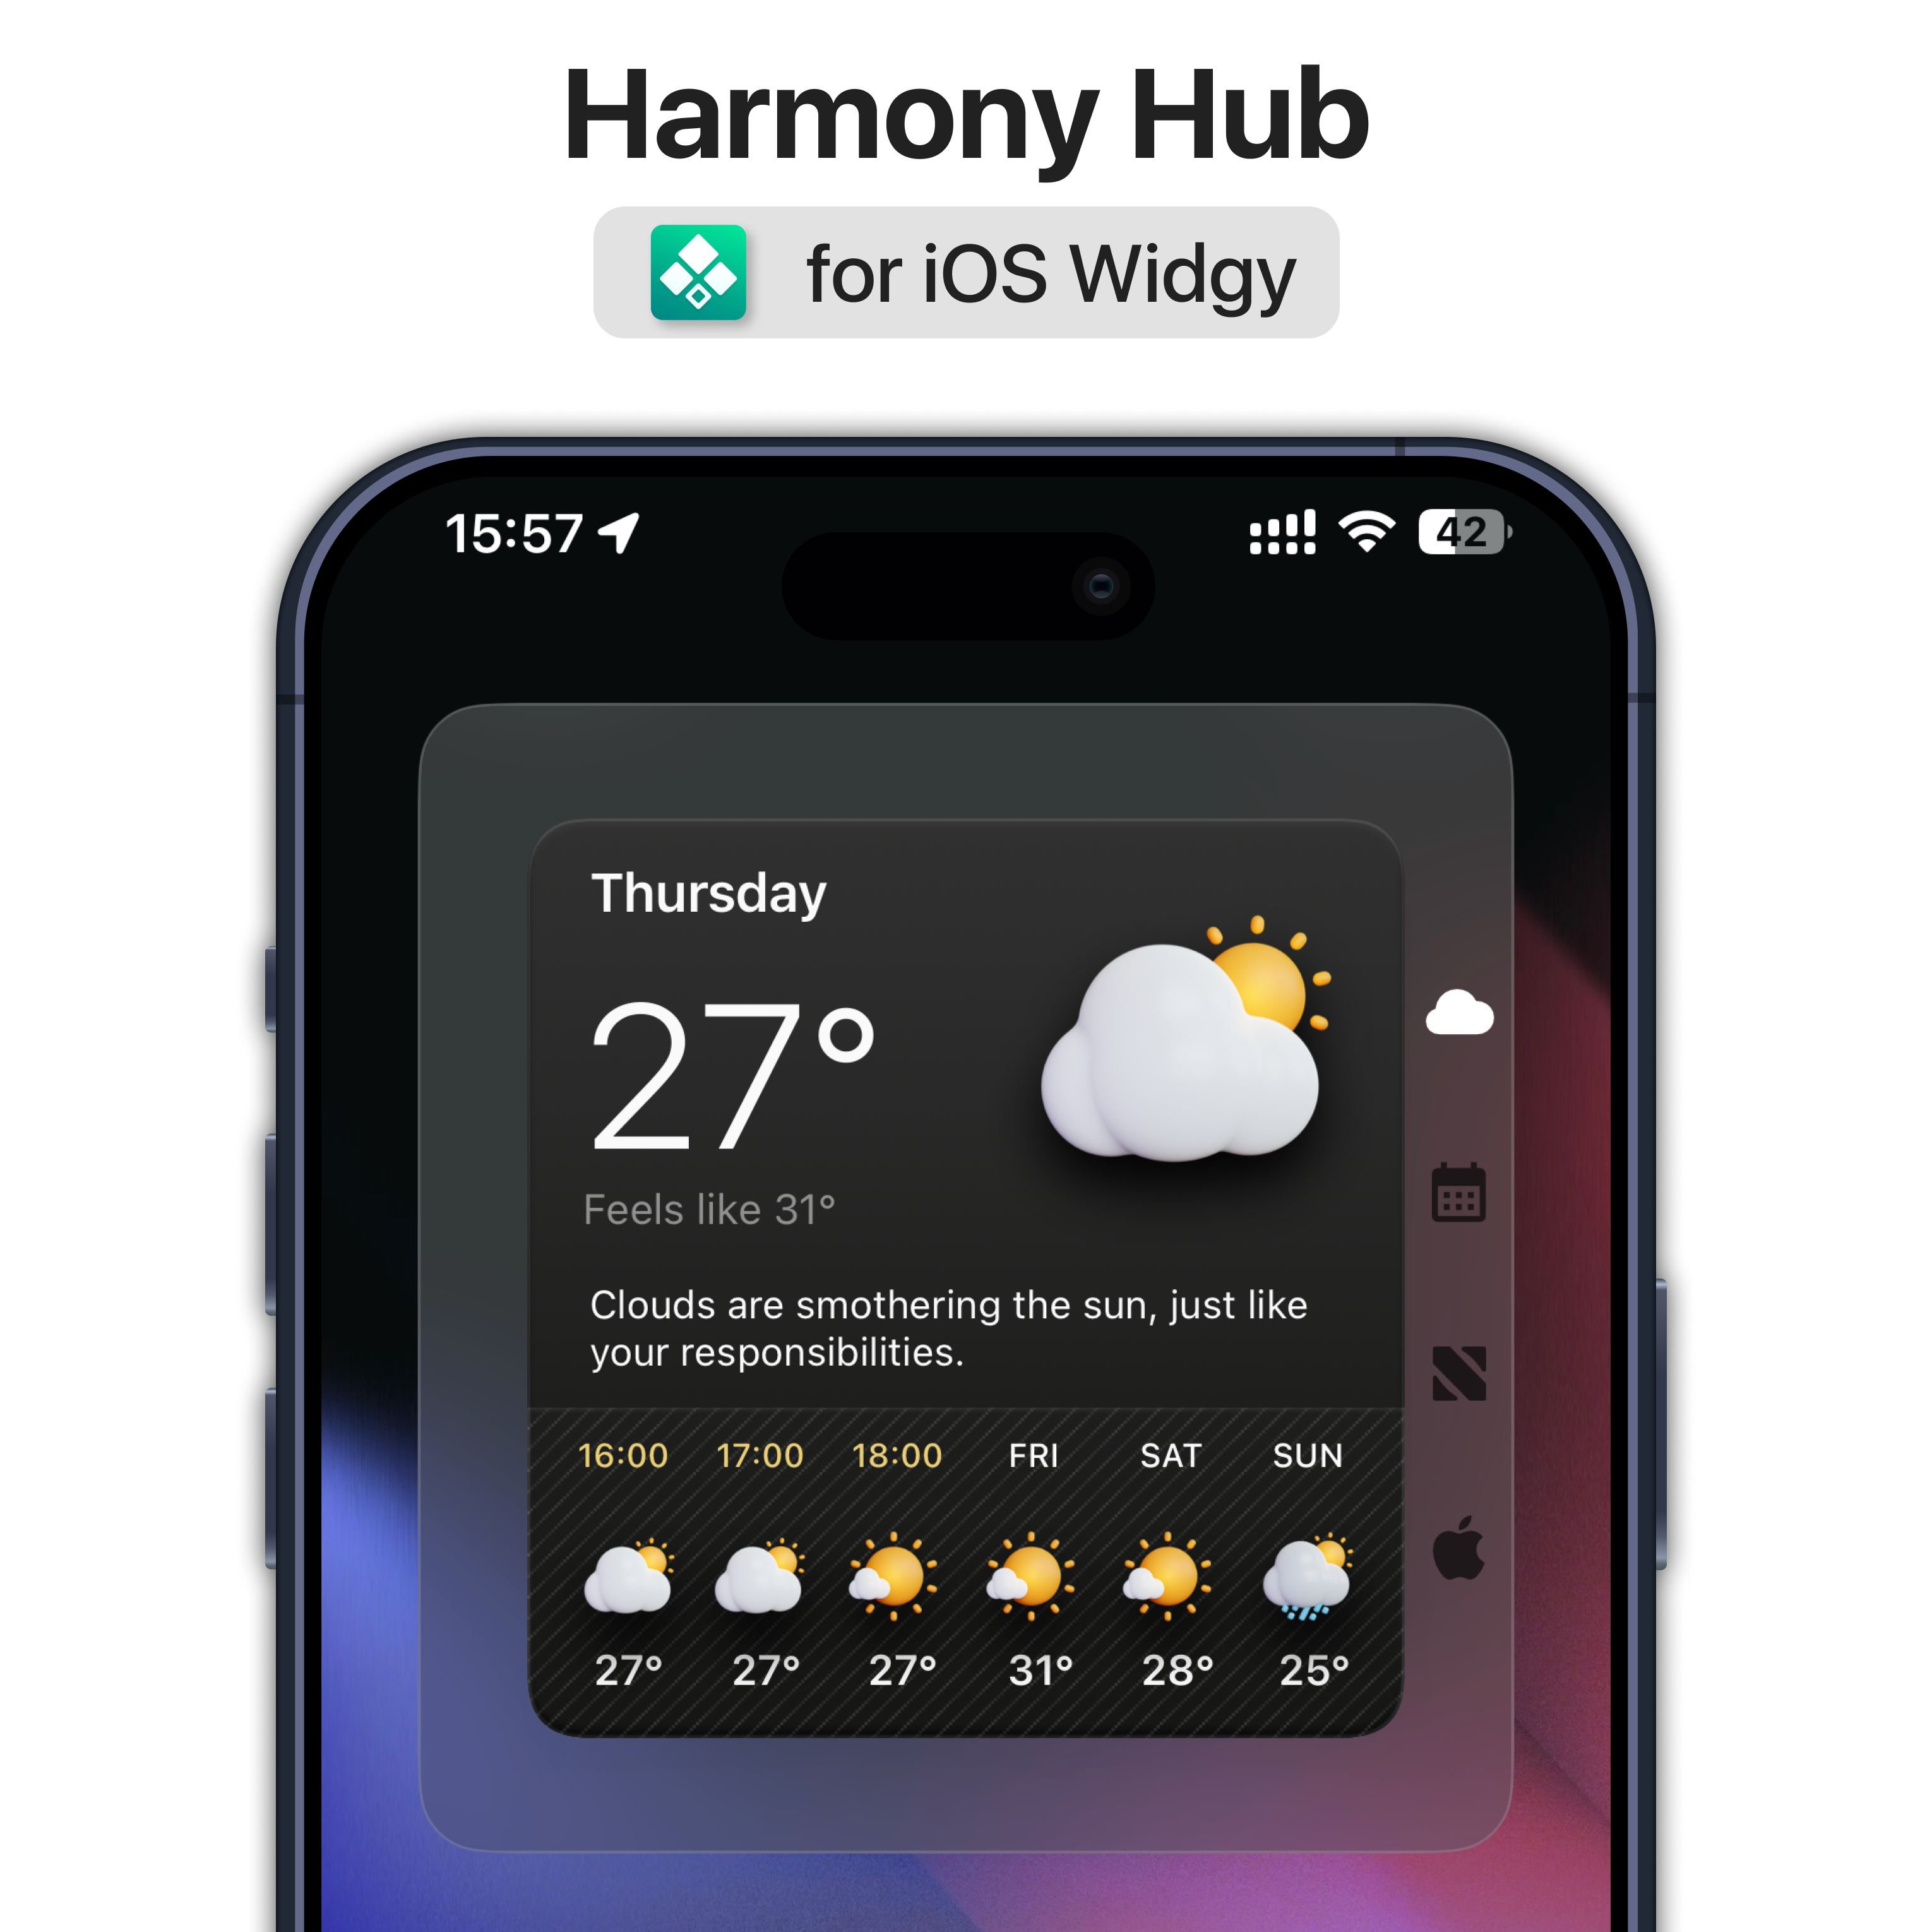 Harmony Hub
for iOS Widgy
15:57
42
Thursday
27°
Feels like 31°
Clouds are smothering the sun, just like
your responsibilities.
16:00 17:00 18:00 FRI SAT SUN
27° 27° 27° 31° 28° 25°